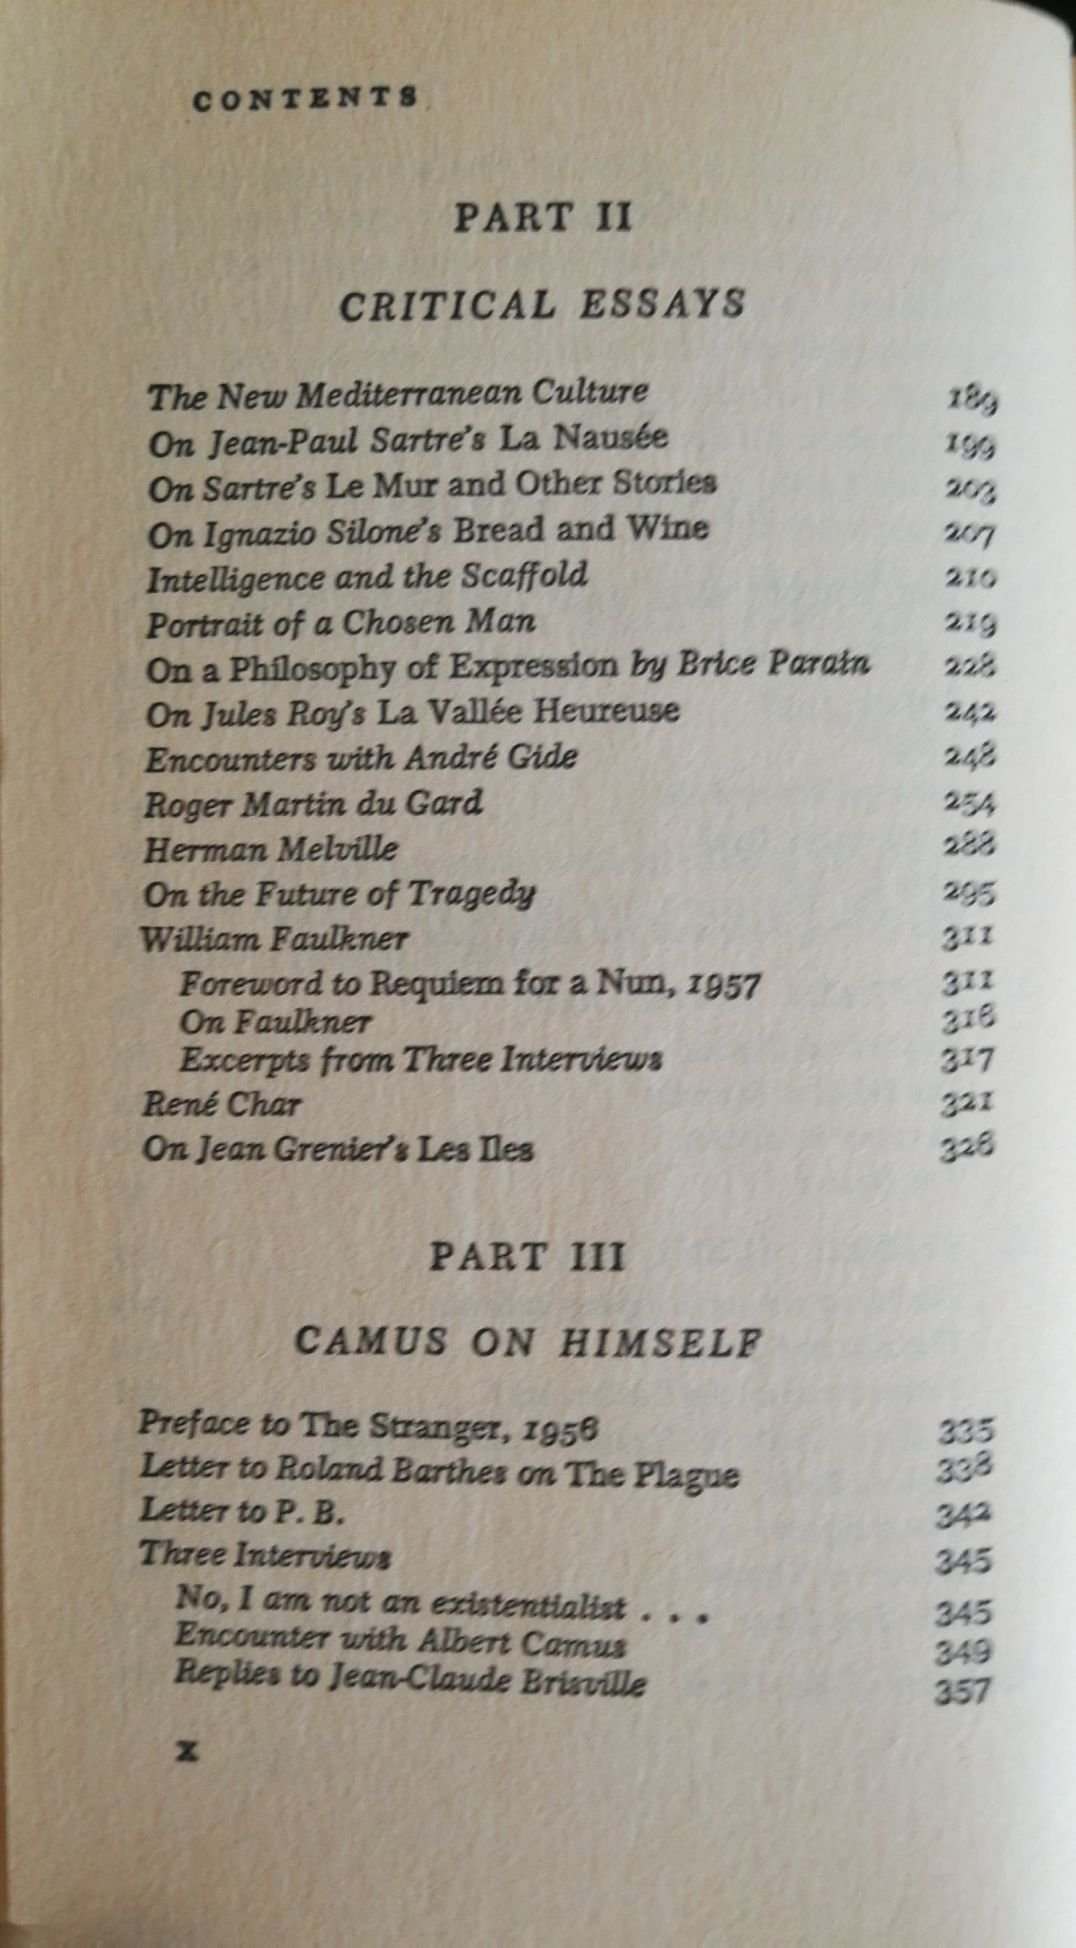 CONTENTS
PART II
CRITICAL ESSAYS
The New Mediterranean Culture 189
On Jean-Paul Sartre's La Nausée 199
On Sartre's Le Mur and Other Stories 203
On Ignazio Silone's Bread and Wine 207
Intelligence and the Scaffold 210
Portrait of a Chosen Man 219
On a Philosophy of Expression by Brice Parain 228
On Jules Roy's La Vallée Heureuse 242
Encounters with André Gide 248
Roger Martin du Gard 254
Herman Melville 288
On the Future of Tragedy 295
William Faulkner 311
Foreword to Requiem for a Nun, 1957 311
On Faulkner 316
Excerpts from Three Interviews 317
René Char 321
On Jean Grenier's Les Iles 326
PART III
CAMUS ON HIMSELF
Preface to The Stranger, 1956 335
Letter to Roland Barthes on The Plague 338
Letter to P. B. 342
Three Interviews 345
No, I am not an existentialist . . . 345
Encounter with Albert Camus 349
Replies to Jean-Claude Brisville 357
x